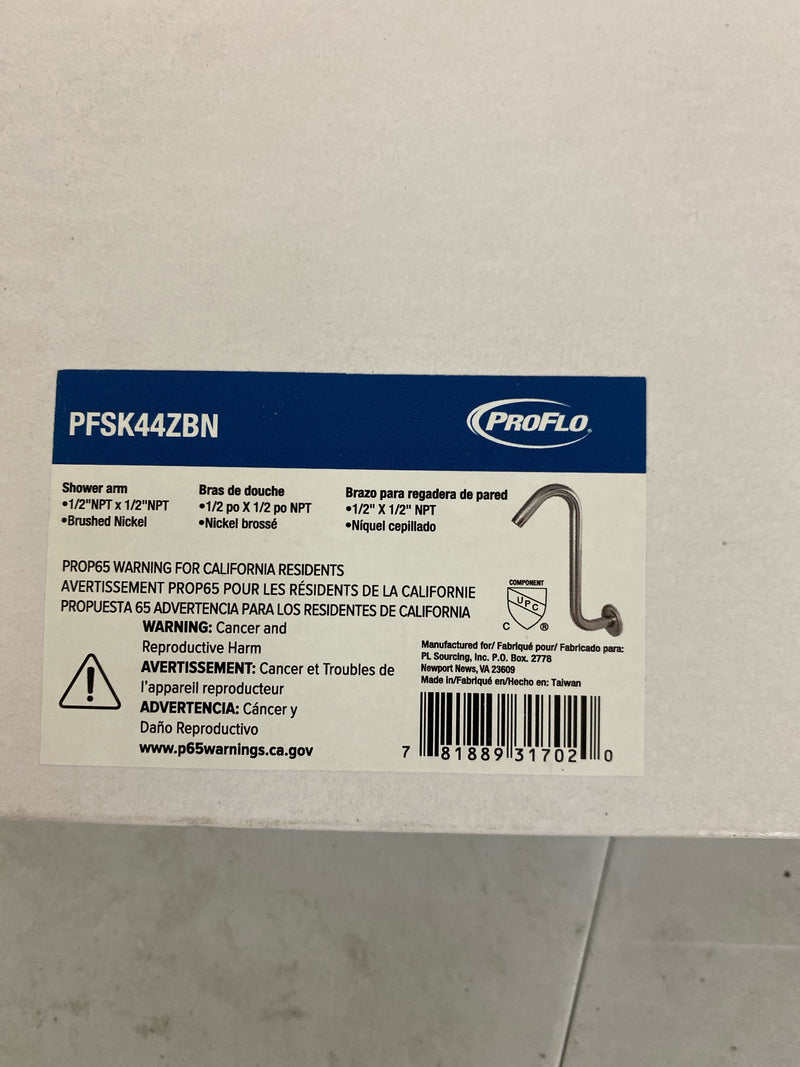 PFSK44ZBN
PROFLO®
Shower arm
•1/2"NPT x 1/2"NPT
•Brushed Nickel
Bras de douche
•1/2 po X 1/2 po NPT
•Nickel brossé
Brazo para regadera de pared
•1/2" X 1/2" NPT
•Níquel cepillado
PROP65 WARNING FOR CALIFORNIA RESIDENTS
AVERTISSEMENT PROP65 POUR LES RÉSIDENTS DE LA CALIFORNIE
PROPUESTA 65 ADVERTENCIA PARA LOS RESIDENTES DE CALIFORNIA
WARNING: Cancer and
Reproductive Harm
AVERTISSEMENT: Cancer et Troubles de
l'appareil reproducteur
ADVERTENCIA: Cáncer y
Daño Reproductivo
www.p65warnings.ca.gov
COMPONENT
UPC
C ®
Manufactured for/ Fabriqué pour/ Fabricado para:
PL Sourcing, Inc. P.O. Box. 2778
Newport News, VA 23609
Made in/Fabriqué en/Hecho en: Taiwan
7 81889 31702 0